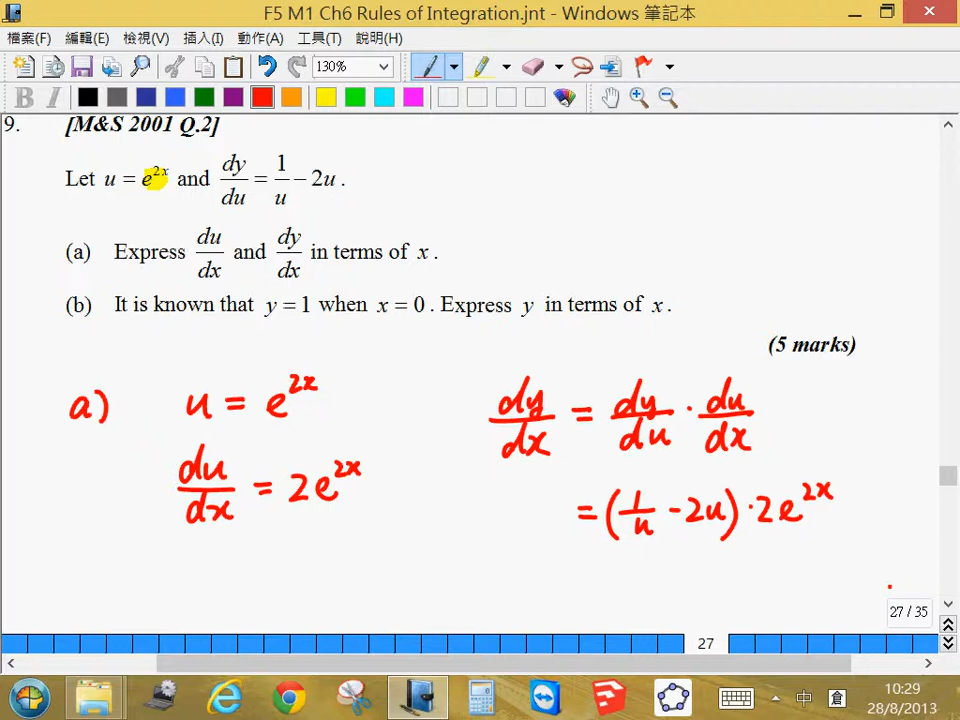 F5 M1 Ch6 Rules of Integration.jnt - Windows 筆記本
檔案(F) 編輯(E) 檢視(V) 插入(I) 動作(A) 工具(T) 說明(H)
130%
B I
9. [M&S 2001 Q.2]
Let u = e^{2x} and dy/du = 1/u − 2u .
(a) Express du/dx and dy/dx in terms of x .
(b) It is known that y = 1 when x = 0 . Express y in terms of x .
(5 marks)
a) u = e^{2x}
du/dx = 2e^{2x}
dy/dx = dy/du · du/dx
= (1/u - 2u) · 2e^{2x}
27 / 35
27
中 倉
10:29
28/8/2013